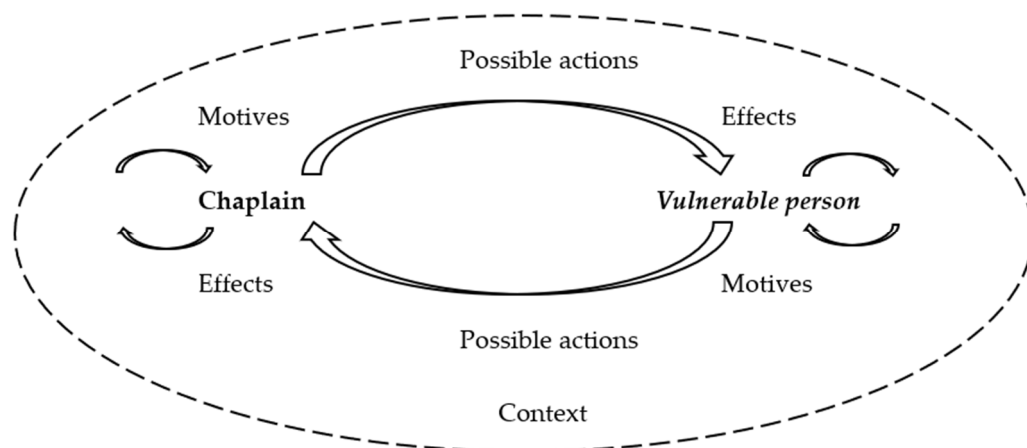 Possible actions
Motives
Effects
Chaplain
Vulnerable person
Effects
Motives
Possible actions
Context